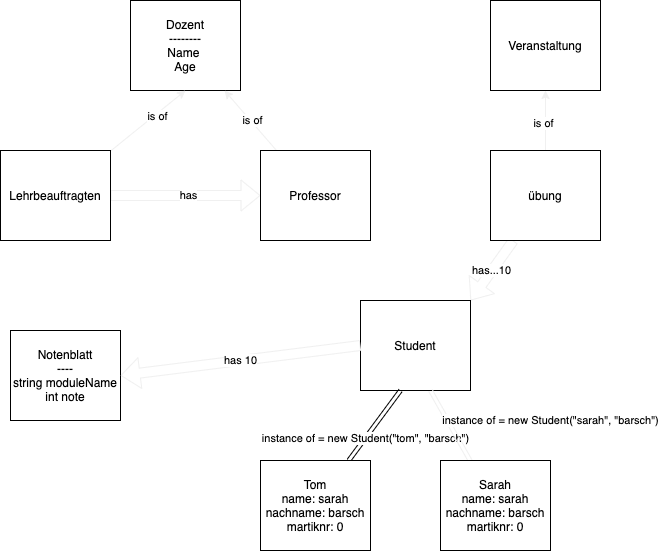 Dozent
--------
Name
Age
Veranstaltung
is of
is of
is of
Lehrbeauftragten
has
Professor
übung
has...10
Student
Notenblatt
----
string moduleName
int note
has 10
instance of = new Student("sarah", "barsch")
instance of = new Student("tom", "barsch")
Tom
name: sarah
nachname: barsch
martiknr: 0
Sarah
name: sarah
nachname: barsch
martiknr: 0